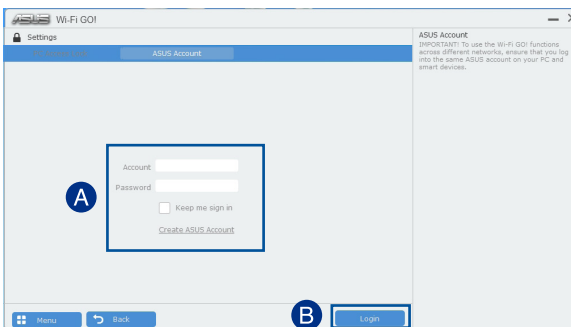 ASUS Wi-Fi GO!
Settings
ASUS Account
ASUS Account
IMPORTANT! To use the Wi-Fi GO! functions
across different networks, ensure that you log
into the same ASUS account on your PC and
smart devices.
Account
Password
A
Keep me sign in
Create ASUS Account
Menu
Back
B
Login